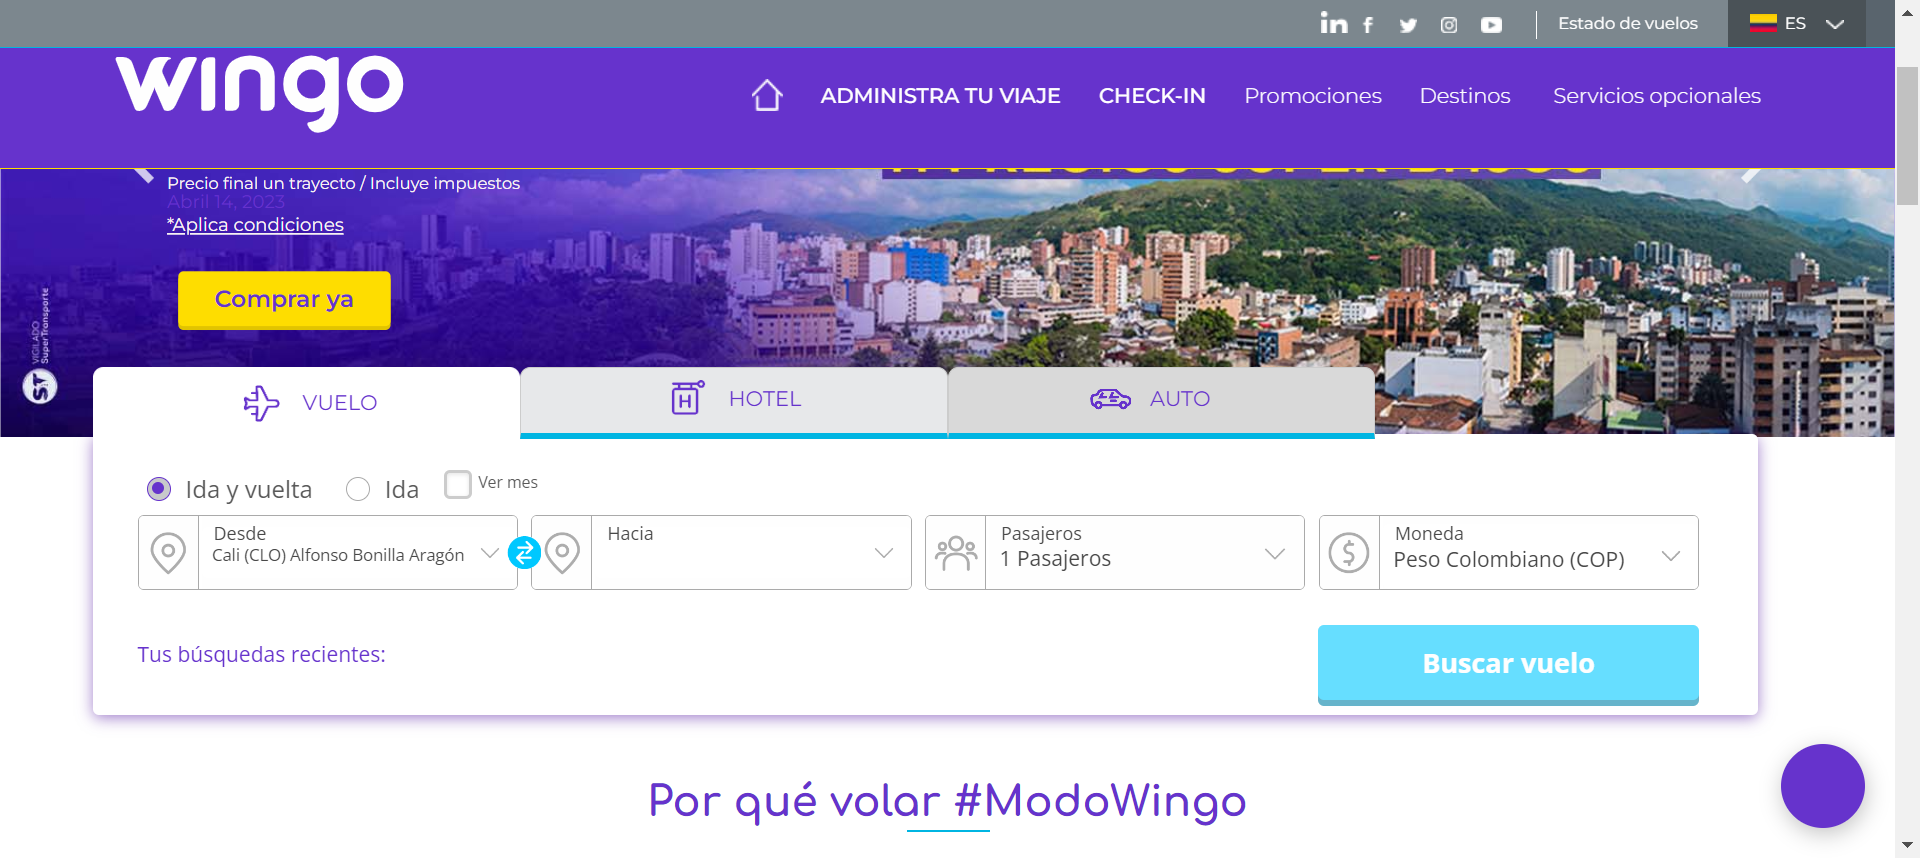 Estado de vuelos
ES
wingo
ADMINISTRA TU VIAJE
CHECK-IN
Promociones
Destinos
Servicios opcionales
Precio final un trayecto / Incluye impuestos
Abril 14, 2023
*Aplica condiciones
Comprar ya
VIGILADO
SuperTransporte
ST
VUELO
HOTEL
AUTO
Ida y vuelta
Ida
Ver mes
Desde
Cali (CLO) Alfonso Bonilla Aragón
Hacia
Pasajeros
1 Pasajeros
Moneda
Peso Colombiano (COP)
Tus búsquedas recientes:
Buscar vuelo
Por qué volar #ModoWingo